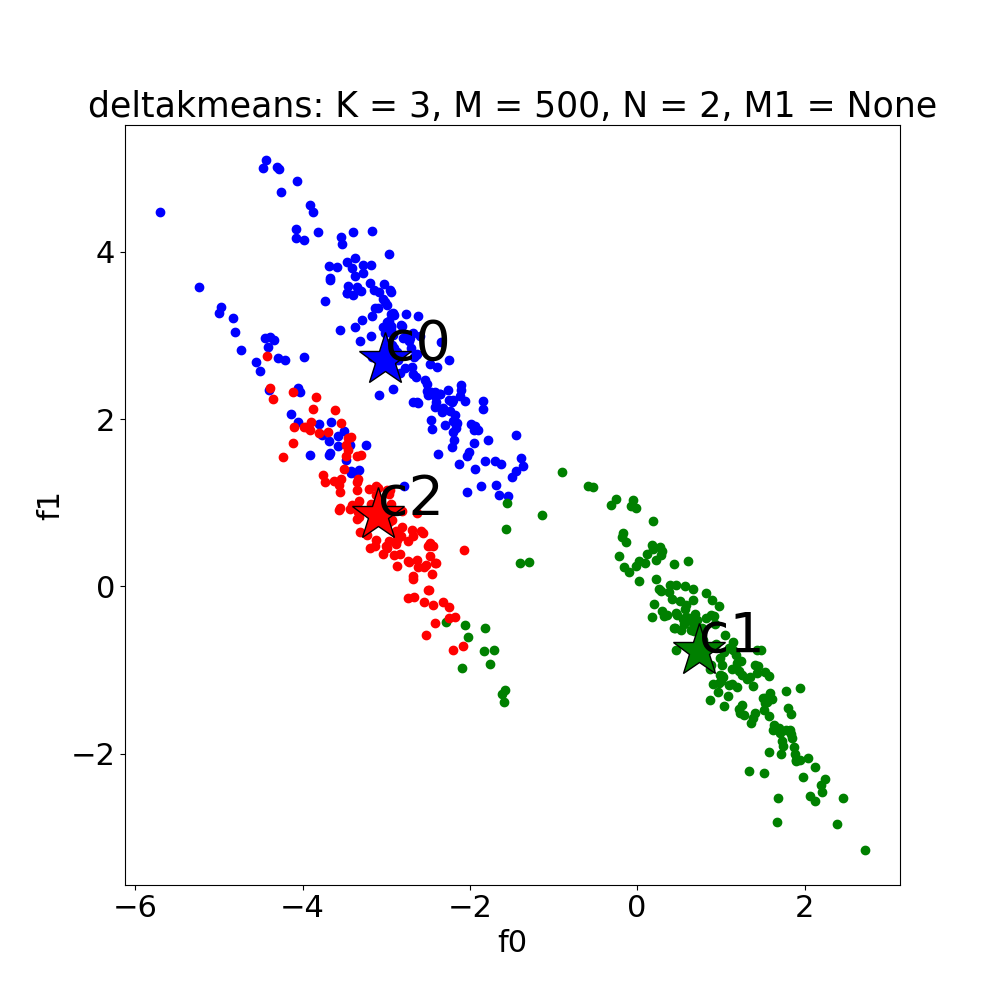 deltakmeans: K = 3, M = 500, N = 2, M1 = None
4
2
0
−2
f1
c0
c2
c1
−6 −4 −2 0 2
f0